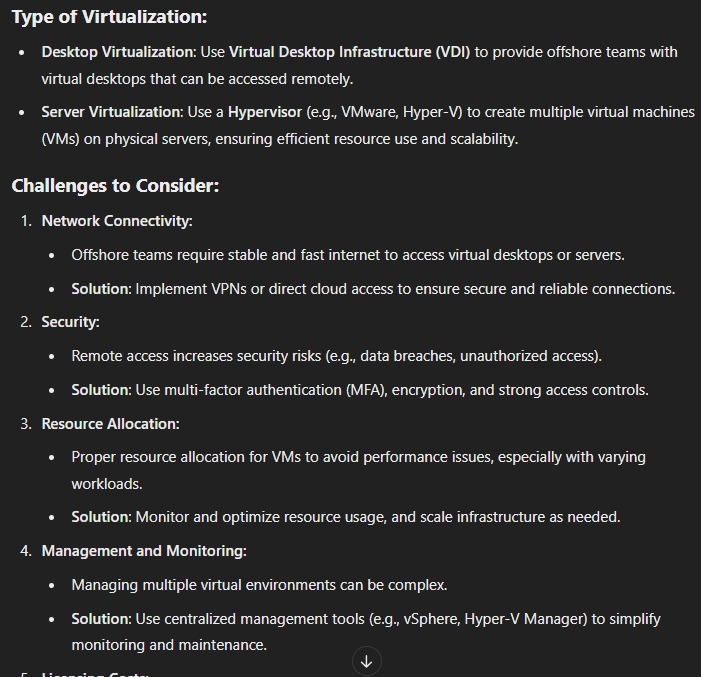 Type of Virtualization:
• Desktop Virtualization: Use Virtual Desktop Infrastructure (VDI) to provide offshore teams with
virtual desktops that can be accessed remotely.
• Server Virtualization: Use a Hypervisor (e.g., VMware, Hyper-V) to create multiple virtual machines
(VMs) on physical servers, ensuring efficient resource use and scalability.
Challenges to Consider:
1. Network Connectivity:
• Offshore teams require stable and fast internet to access virtual desktops or servers.
• Solution: Implement VPNs or direct cloud access to ensure secure and reliable connections.
2. Security:
• Remote access increases security risks (e.g., data breaches, unauthorized access).
• Solution: Use multi-factor authentication (MFA), encryption, and strong access controls.
3. Resource Allocation:
• Proper resource allocation for VMs to avoid performance issues, especially with varying
workloads.
• Solution: Monitor and optimize resource usage, and scale infrastructure as needed.
4. Management and Monitoring:
• Managing multiple virtual environments can be complex.
• Solution: Use centralized management tools (e.g., vSphere, Hyper-V Manager) to simplify
monitoring and maintenance.
5. Licensing Costs: